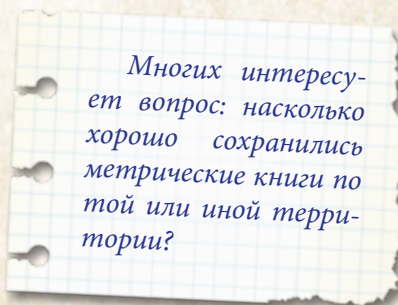 Многих интересу-
ет вопрос: насколько
хорошо сохранились
метрические книги по
той или иной терри-
тории?